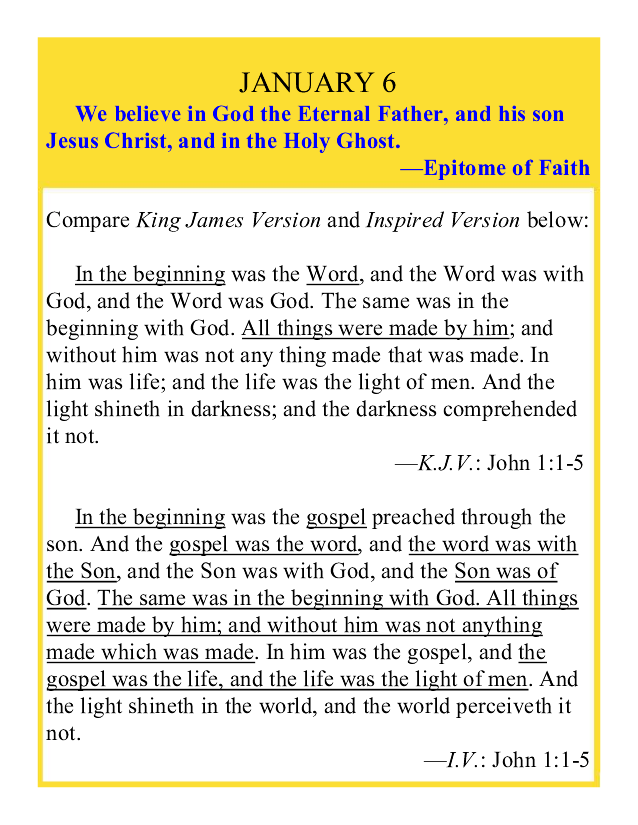 JANUARY 6
We believe in God the Eternal Father, and his son
Jesus Christ, and in the Holy Ghost.
—Epitome of Faith
Compare King James Version and Inspired Version below:
In the beginning was the Word, and the Word was with
God, and the Word was God. The same was in the
beginning with God. All things were made by him; and
without him was not any thing made that was made. In
him was life; and the life was the light of men. And the
light shineth in darkness; and the darkness comprehended
it not.
—K.J.V.: John 1:1-5
In the beginning was the gospel preached through the
son. And the gospel was the word, and the word was with
the Son, and the Son was with God, and the Son was of
God. The same was in the beginning with God. All things
were made by him; and without him was not anything
made which was made. In him was the gospel, and the
gospel was the life, and the life was the light of men. And
the light shineth in the world, and the world perceiveth it
not.
—I.V.: John 1:1-5